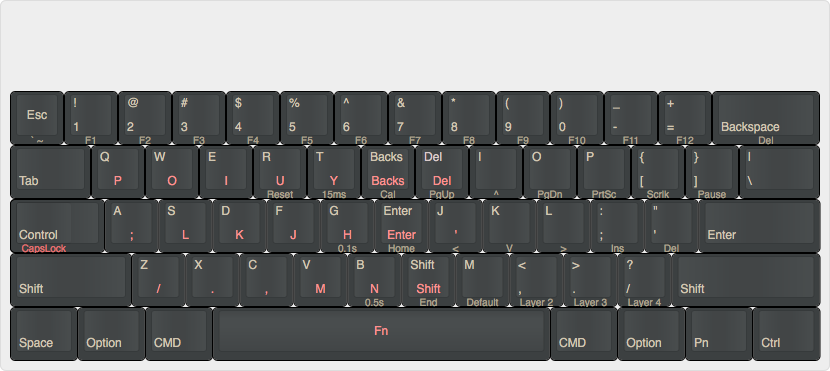 Esc ! @ # $ % ^ & * ( ) _ +
1 2 3 4 5 6 7 8 9 0 - = Backspace
` ~ F1 F2 F3 F4 F5 F6 F7 F8 F9 F10 F11 F12 Del
Q W E R T Backs Del I O P { } |
Tab P O I U Y Backs Del [ ] \
Reset 15ms Cal PgUp ^ PgDn PrtSc Scrlk Pause
A S D F G Enter J K L : "
Control ; L K J H Enter ' ; ' Enter
CapsLock 0.1s Home < V > Ins Del
Z X C V B Shift M < > ?
Shift / . , M N Shift , . / Shift
0.5s End Default Layer 2 Layer 3 Layer 4
Fn
Space Option CMD CMD Option Pn Ctrl